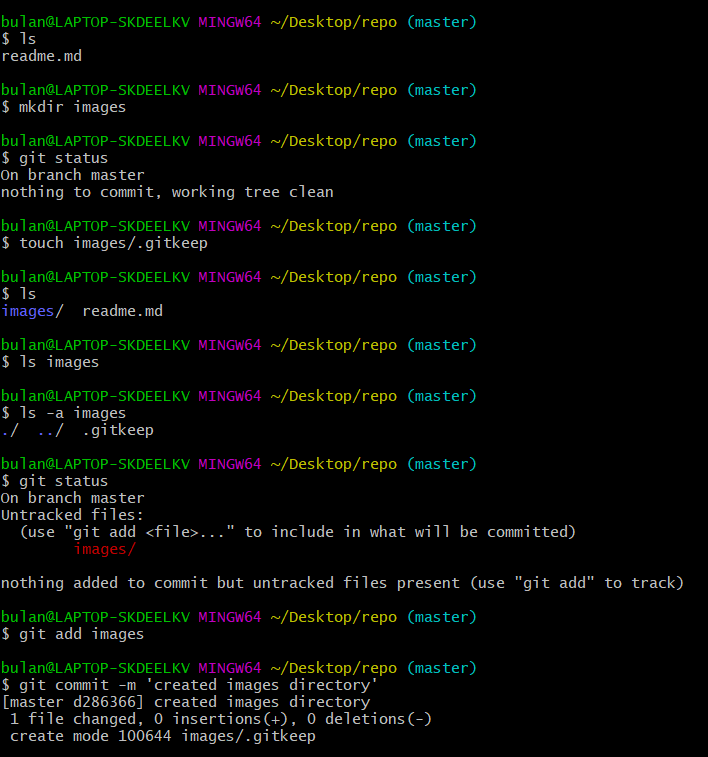 bulan@LAPTOP-SKDEELKV MINGW64 ~/Desktop/repo (master)
$ ls
readme.md
bulan@LAPTOP-SKDEELKV MINGW64 ~/Desktop/repo (master)
$ mkdir images
bulan@LAPTOP-SKDEELKV MINGW64 ~/Desktop/repo (master)
$ git status
On branch master
nothing to commit, working tree clean
bulan@LAPTOP-SKDEELKV MINGW64 ~/Desktop/repo (master)
$ touch images/.gitkeep
bulan@LAPTOP-SKDEELKV MINGW64 ~/Desktop/repo (master)
$ ls
images/  readme.md
bulan@LAPTOP-SKDEELKV MINGW64 ~/Desktop/repo (master)
$ ls images
bulan@LAPTOP-SKDEELKV MINGW64 ~/Desktop/repo (master)
$ ls -a images
./  ../  .gitkeep
bulan@LAPTOP-SKDEELKV MINGW64 ~/Desktop/repo (master)
$ git status
On branch master
Untracked files:
  (use "git add <file>..." to include in what will be committed)
        images/
nothing added to commit but untracked files present (use "git add" to track)
bulan@LAPTOP-SKDEELKV MINGW64 ~/Desktop/repo (master)
$ git add images
bulan@LAPTOP-SKDEELKV MINGW64 ~/Desktop/repo (master)
$ git commit -m 'created images directory'
[master d286366] created images directory
 1 file changed, 0 insertions(+), 0 deletions(-)
 create mode 100644 images/.gitkeep